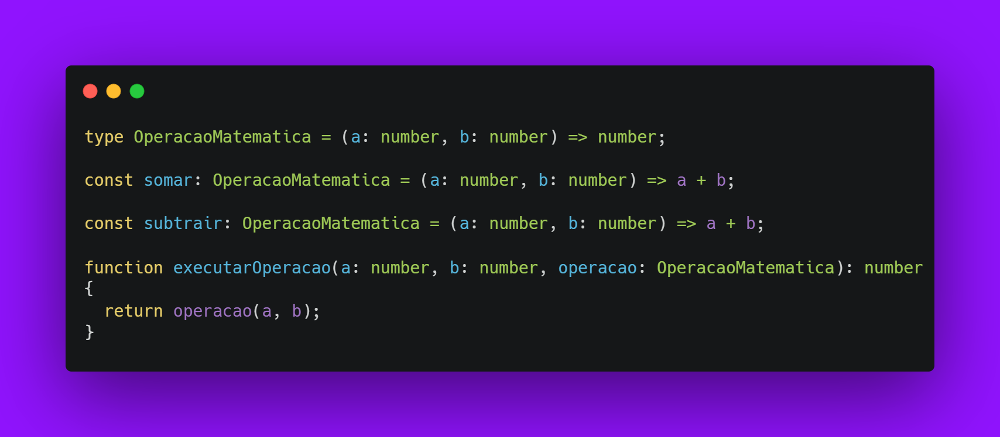 type OperacaoMatematica = (a: number, b: number) => number;
const somar: OperacaoMatematica = (a: number, b: number) => a + b;
const subtrair: OperacaoMatematica = (a: number, b: number) => a + b;
function executarOperacao(a: number, b: number, operacao: OperacaoMatematica): number
{
  return operacao(a, b);
}